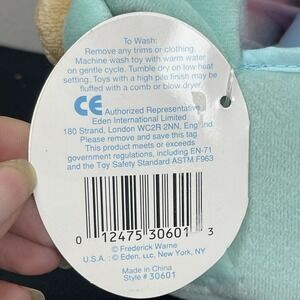 To Wash:
Remove any trims or clothing.
Machine wash toy with warm water
on gentle cycle. Tumble dry on low heat
setting. Toys with a high pile finish may be
fluffed with a comb or blow dryer.
CE Authorized Representative
Eden International Limited
180 Strand, London WC2R 2NN, England
Please remove and save this tag
This product meets or exceeds
government regulations, including EN-71
and the Toy Safety Standard ASTM F963
0 12475 30601 3
© Frederick Warne
U.S.A. : © Eden, LLC, New York, NY
Made in China
Style # 30601